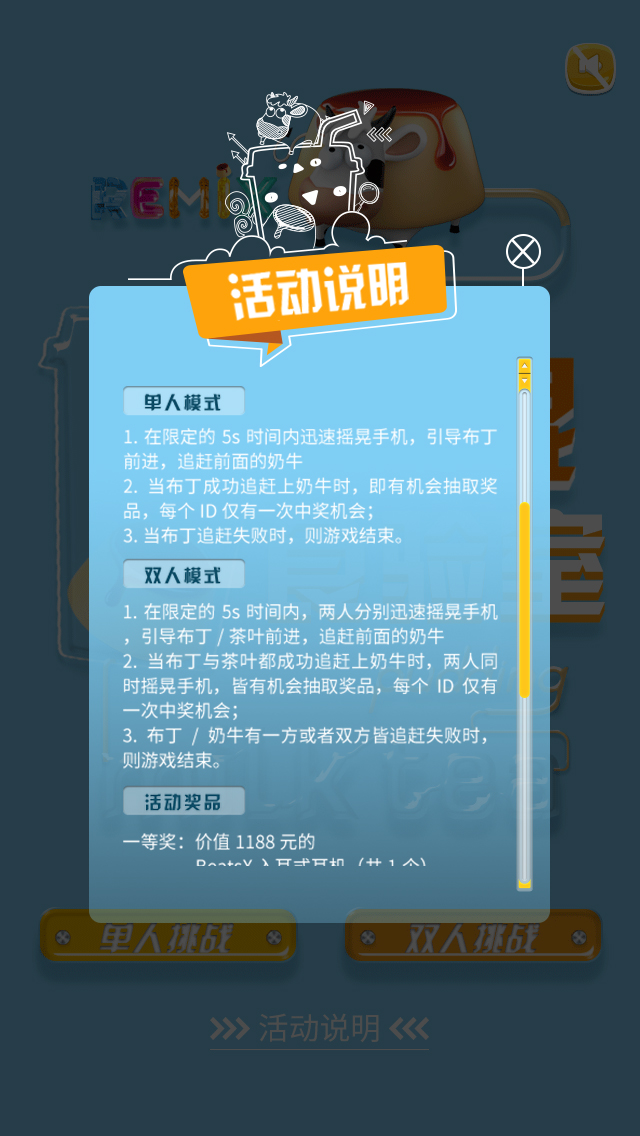 REMIX
活动说明
单人模式
1. 在限定的 5s 时间内迅速摇晃手机，引导布丁
前进，追赶前面的奶牛
2. 当布丁成功追赶上奶牛时，即有机会抽取奖
品，每个 ID 仅有一次中奖机会；
3. 当布丁追赶失败时，则游戏结束。
双人模式
1. 在限定的 5s 时间内，两人分别迅速摇晃手机
，引导布丁 / 茶叶前进，追赶前面的奶牛
2. 当布丁与茶叶都成功追赶上奶牛时，两人同
时摇晃手机，皆有机会抽取奖品，每个 ID 仅有
一次中奖机会；
3. 布丁 / 奶牛有一方或者双方皆追赶失败时，
则游戏结束。
活动奖品
一等奖：价值 1188 元的
BeatsX 入耳式耳机（共 1 个）
单人挑战
双人挑战
活动说明